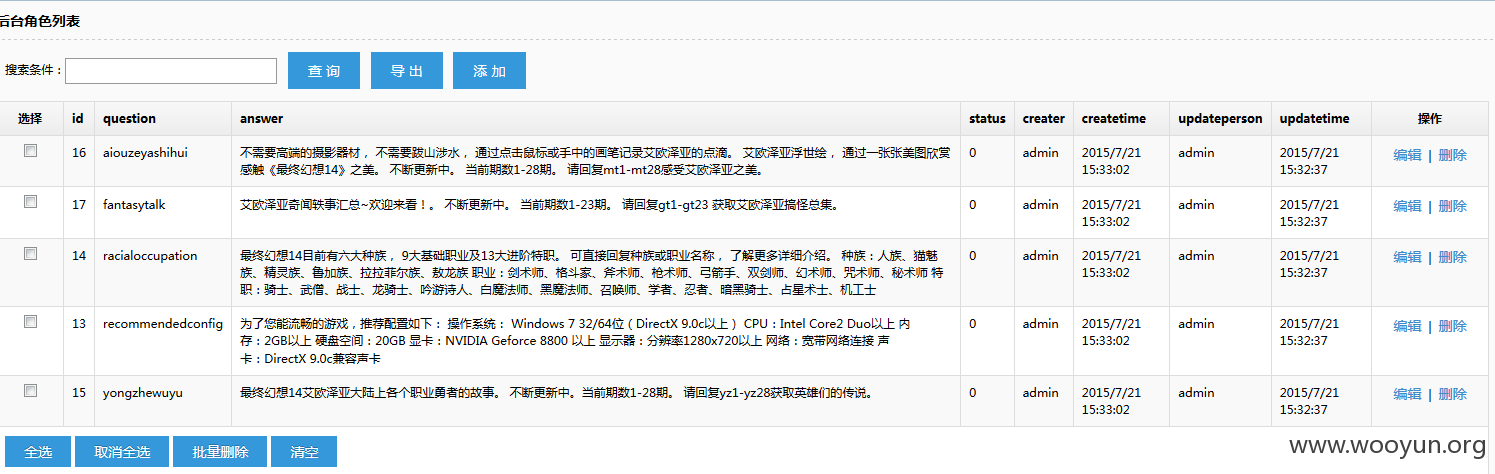 后台角色列表
搜索条件：
查 询
导 出
添 加
选择 id question answer status creater createtime updateperson updatetime 操作
16 aiouzeyashihui 不需要高端的摄影器材， 不需要跋山涉水， 通过点击鼠标或手中的画笔记录艾欧泽亚的点滴。 艾欧泽亚浮世绘， 通过一张张美图欣赏 0 admin 2015/7/21 admin 2015/7/21 编辑 | 删除
感触《最终幻想14》之美。 不断更新中。 当前期数1-28期。 请回复mt1-mt28感受艾欧泽亚之美。 15:33:02 15:32:37
17 fantasytalk 艾欧泽亚奇闻轶事汇总~欢迎来看！。 不断更新中。 当前期数1-23期。 请回复gt1-gt23 获取艾欧泽亚搞怪总集。 0 admin 2015/7/21 admin 2015/7/21 编辑 | 删除
15:33:02 15:32:37
14 racialoccupation 最终幻想14目前有六大种族， 9大基础职业及13大进阶特职。 可直接回复种族或职业名称， 了解更多详细介绍。 种族：人族、猫魅 0 admin 2015/7/21 admin 2015/7/21 编辑 | 删除
族、精灵族、鲁加族、拉拉菲尔族、敖龙族 职业：剑术师、格斗家、斧术师、枪术师、弓箭手、双剑师、幻术师、咒术师、秘术师 特 15:33:02 15:32:37
职：骑士、武僧、战士、龙骑士、吟游诗人、白魔法师、黑魔法师、召唤师、学者、忍者、暗黑骑士、占星术士、机工士
13 recommendedconfig 为了您能流畅的游戏，推荐配置如下： 操作系统： Windows 7 32/64位（DirectX 9.0c以上） CPU：Intel Core2 Duo以上 内 0 admin 2015/7/21 admin 2015/7/21 编辑 | 删除
存：2GB以上 硬盘空间：20GB 显卡：NVIDIA Geforce 8800 以上 显示器：分辨率1280x720以上 网络：宽带网络连接 声 15:33:02 15:32:37
卡：DirectX 9.0c兼容声卡
15 yongzhewuyu 最终幻想14艾欧泽亚大陆上各个职业勇者的故事。 不断更新中。当前期数1-28期。 请回复yz1-yz28获取英雄们的传说。 0 admin 2015/7/21 admin 2015/7/21 编辑 | 删除
15:33:02 15:32:37
全选 取消全选 批量删除 清空
www.wooyun.org